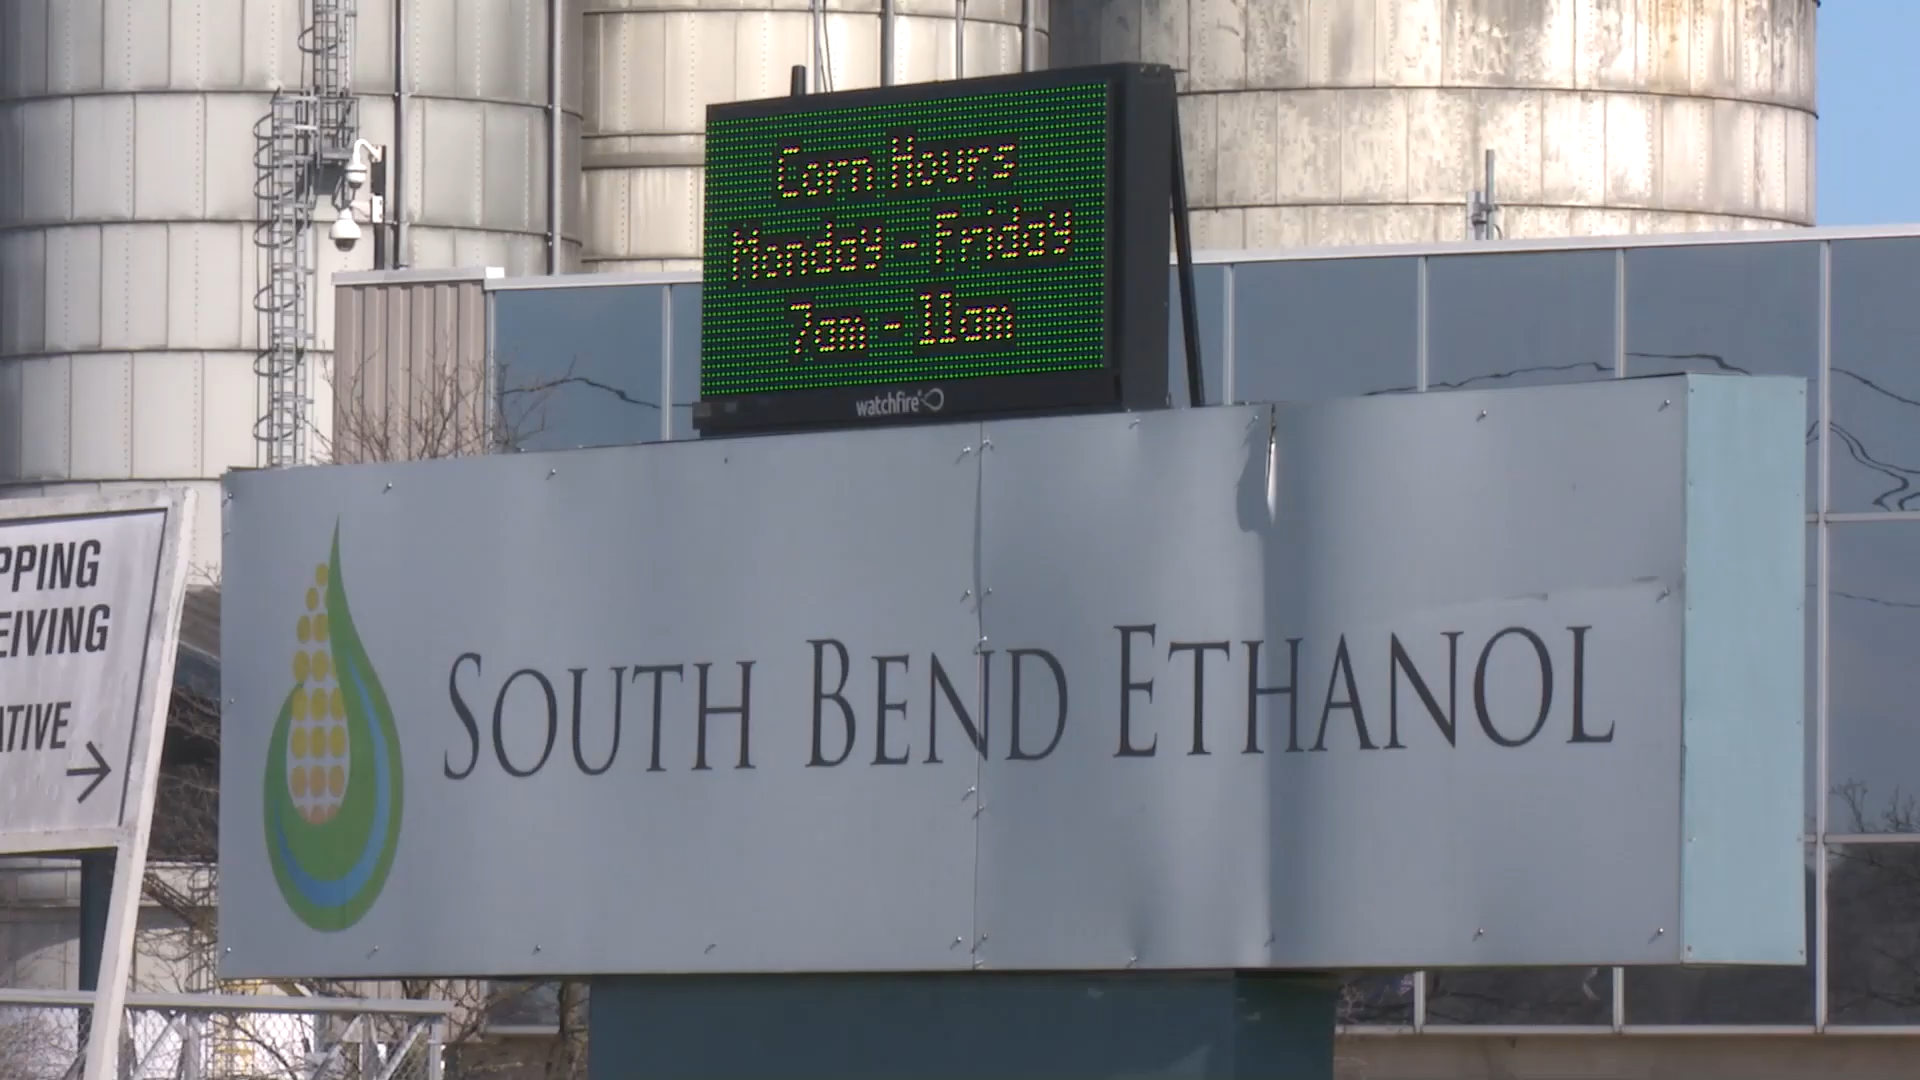 Corn Hours
Monday - Friday
7am - 11am
watchfire
SOUTH BEND ETHANOL
PPING
EIVING
ATIVE